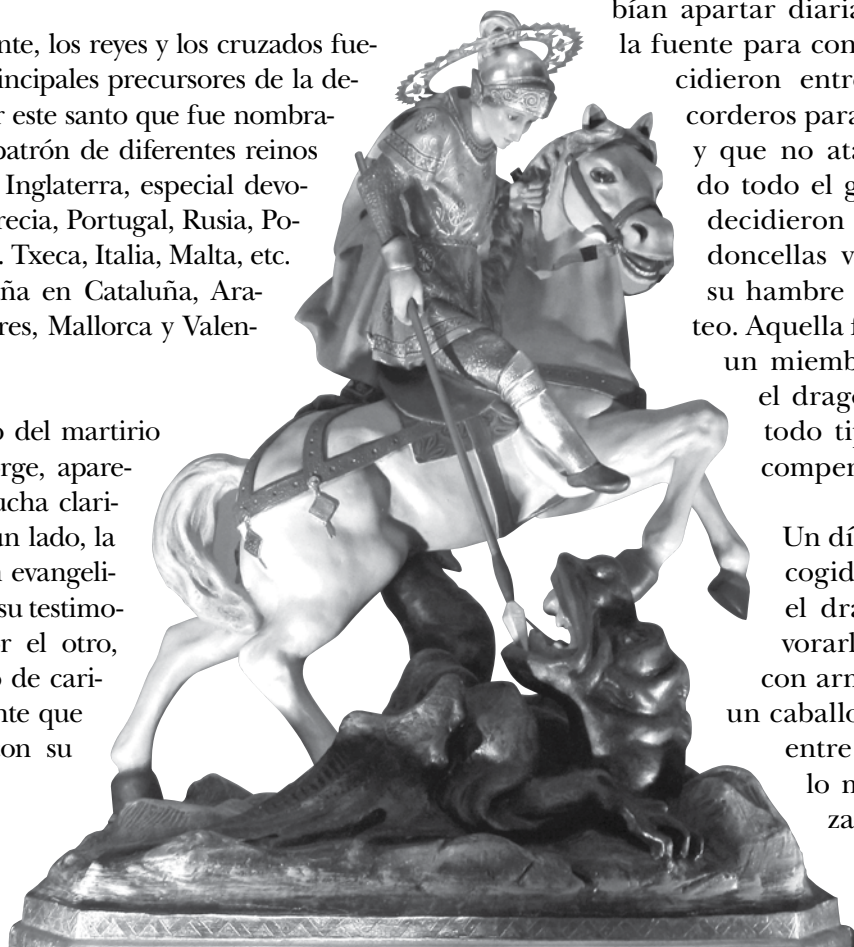 nte, los reyes y los cruzados fue-
incipales precursores de la de-
r este santo que fue nombra-
patrón de diferentes reinos
Inglaterra, especial devo-
recia, Portugal, Rusia, Po-
. Txeca, Italia, Malta, etc.
ña en Cataluña, Ara-
res, Mallorca y Valen-
o del martirio
rge, apare-
ucha clari-
un lado, la
n evangeli-
su testimo-
r el otro,
o de cari-
nte que
on su
bían apartar diaria
la fuente para con
cidieron entre
corderos para
y que no ata
do todo el g
decidieron
doncellas v
su hambre
teo. Aquella f
un miemb
el drag
todo tip
comper
Un dí
cogid
el dra
vorarl
con arm
un caballo
entre
lo n
za